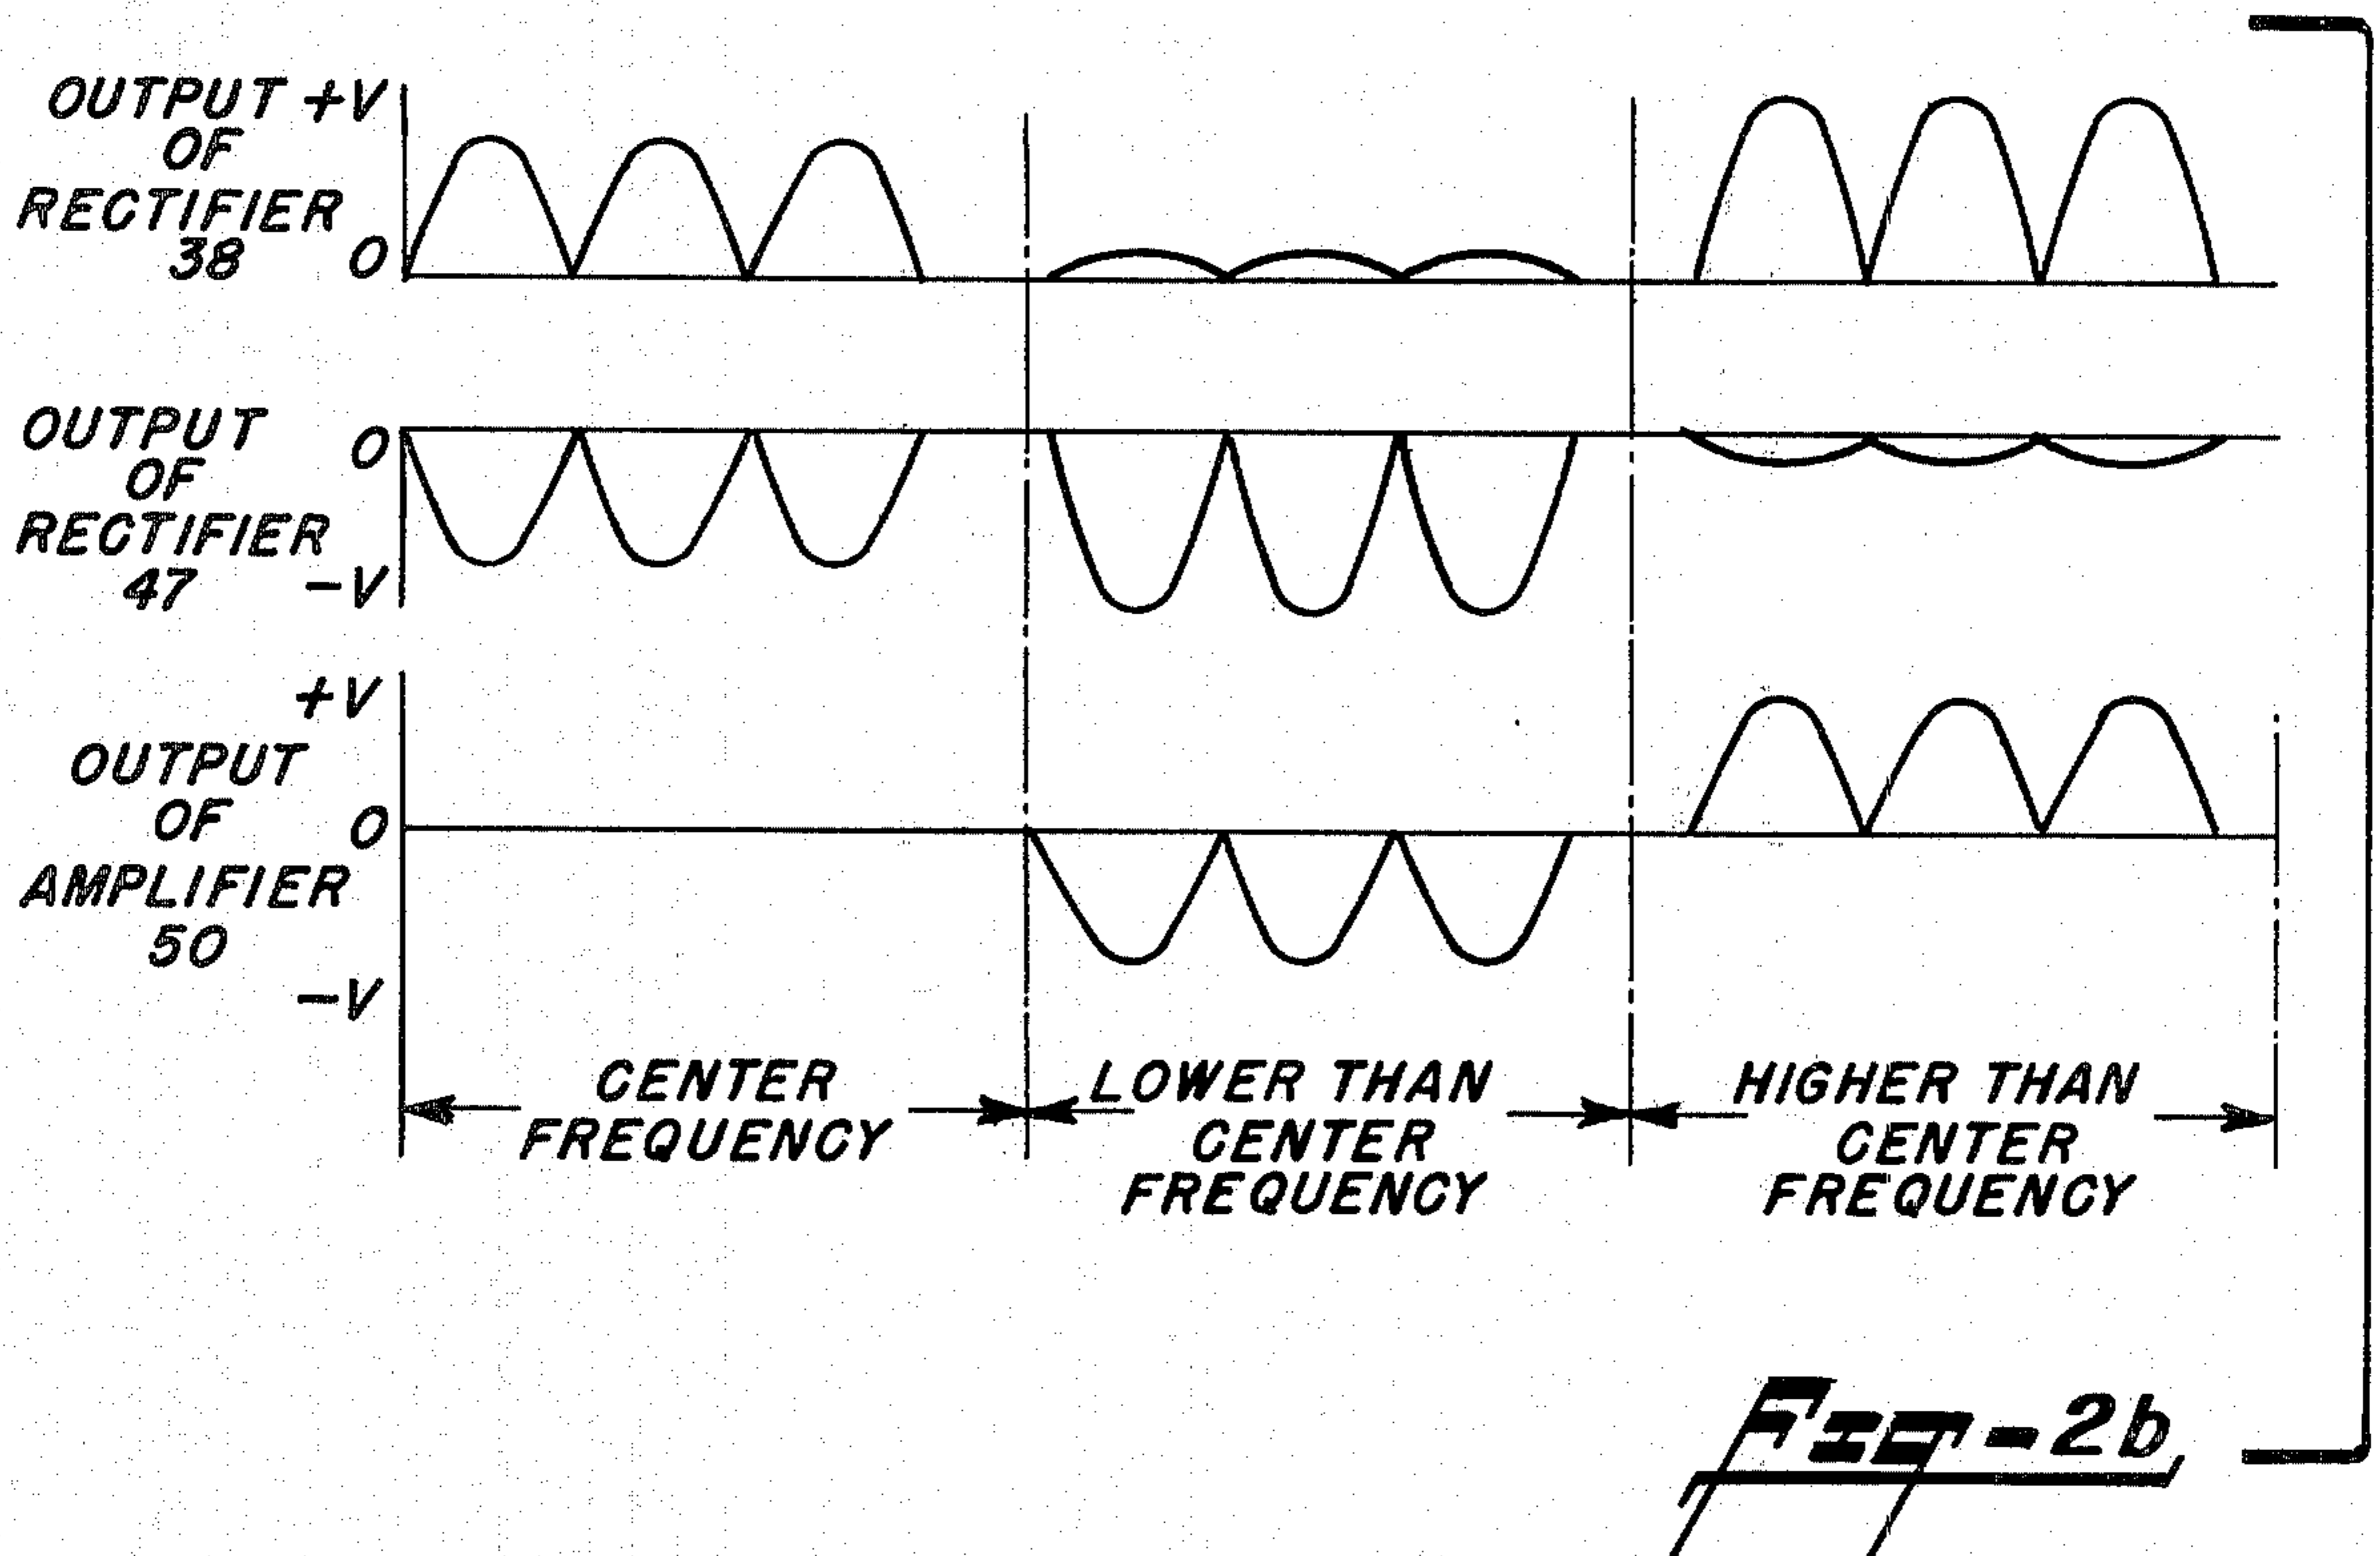 OUTPUT +V
OF
RECTIFIER
38 0
OUTPUT 0
OF
RECTIFIER
47 -V
+V
OUTPUT
OF 0
AMPLIFIER
50
-V
CENTER
FREQUENCY
LOWER THAN
CENTER
FREQUENCY
HIGHER THAN
CENTER
FREQUENCY
FIG-2b